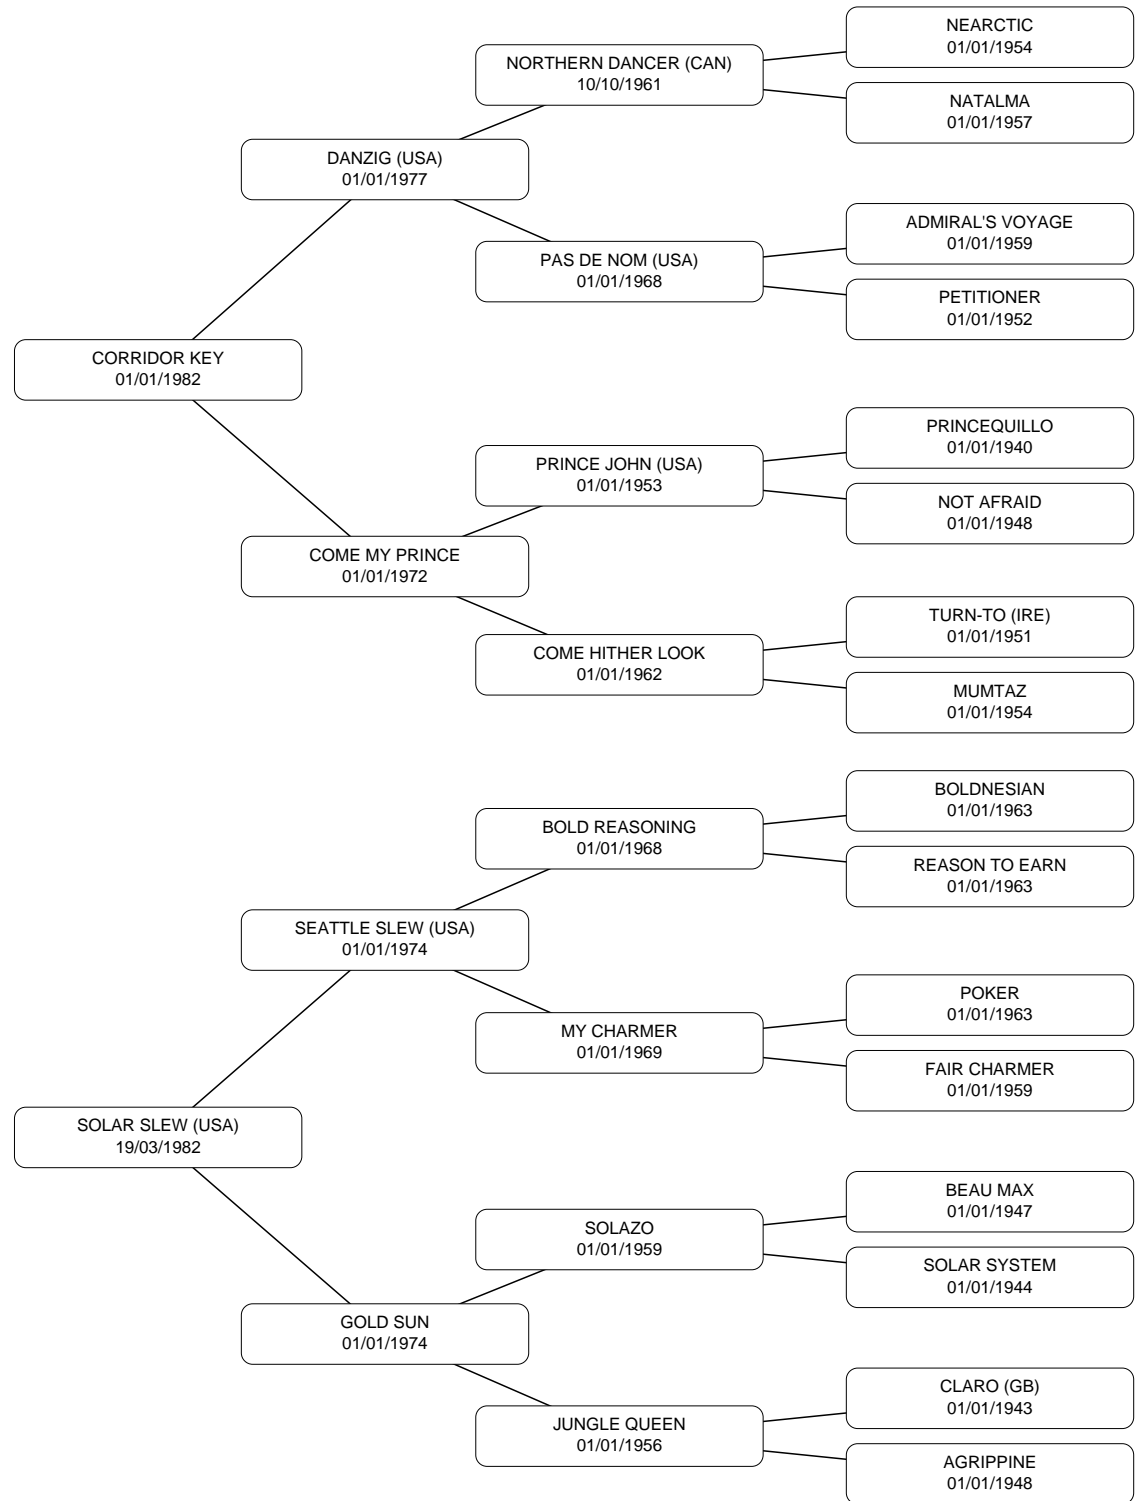 NEARCTIC
01/01/1954
NORTHERN DANCER (CAN)
10/10/1961
NATALMA
01/01/1957
DANZIG (USA)
01/01/1977
ADMIRAL'S VOYAGE
01/01/1959
PAS DE NOM (USA)
01/01/1968
PETITIONER
01/01/1952
CORRIDOR KEY
01/01/1982
PRINCEQUILLO
01/01/1940
PRINCE JOHN (USA)
01/01/1953
NOT AFRAID
01/01/1948
COME MY PRINCE
01/01/1972
TURN-TO (IRE)
01/01/1951
COME HITHER LOOK
01/01/1962
MUMTAZ
01/01/1954
BOLDNESIAN
01/01/1963
BOLD REASONING
01/01/1968
REASON TO EARN
01/01/1963
SEATTLE SLEW (USA)
01/01/1974
POKER
01/01/1963
MY CHARMER
01/01/1969
FAIR CHARMER
01/01/1959
SOLAR SLEW (USA)
19/03/1982
BEAU MAX
01/01/1947
SOLAZO
01/01/1959
SOLAR SYSTEM
01/01/1944
GOLD SUN
01/01/1974
CLARO (GB)
01/01/1943
JUNGLE QUEEN
01/01/1956
AGRIPPINE
01/01/1948